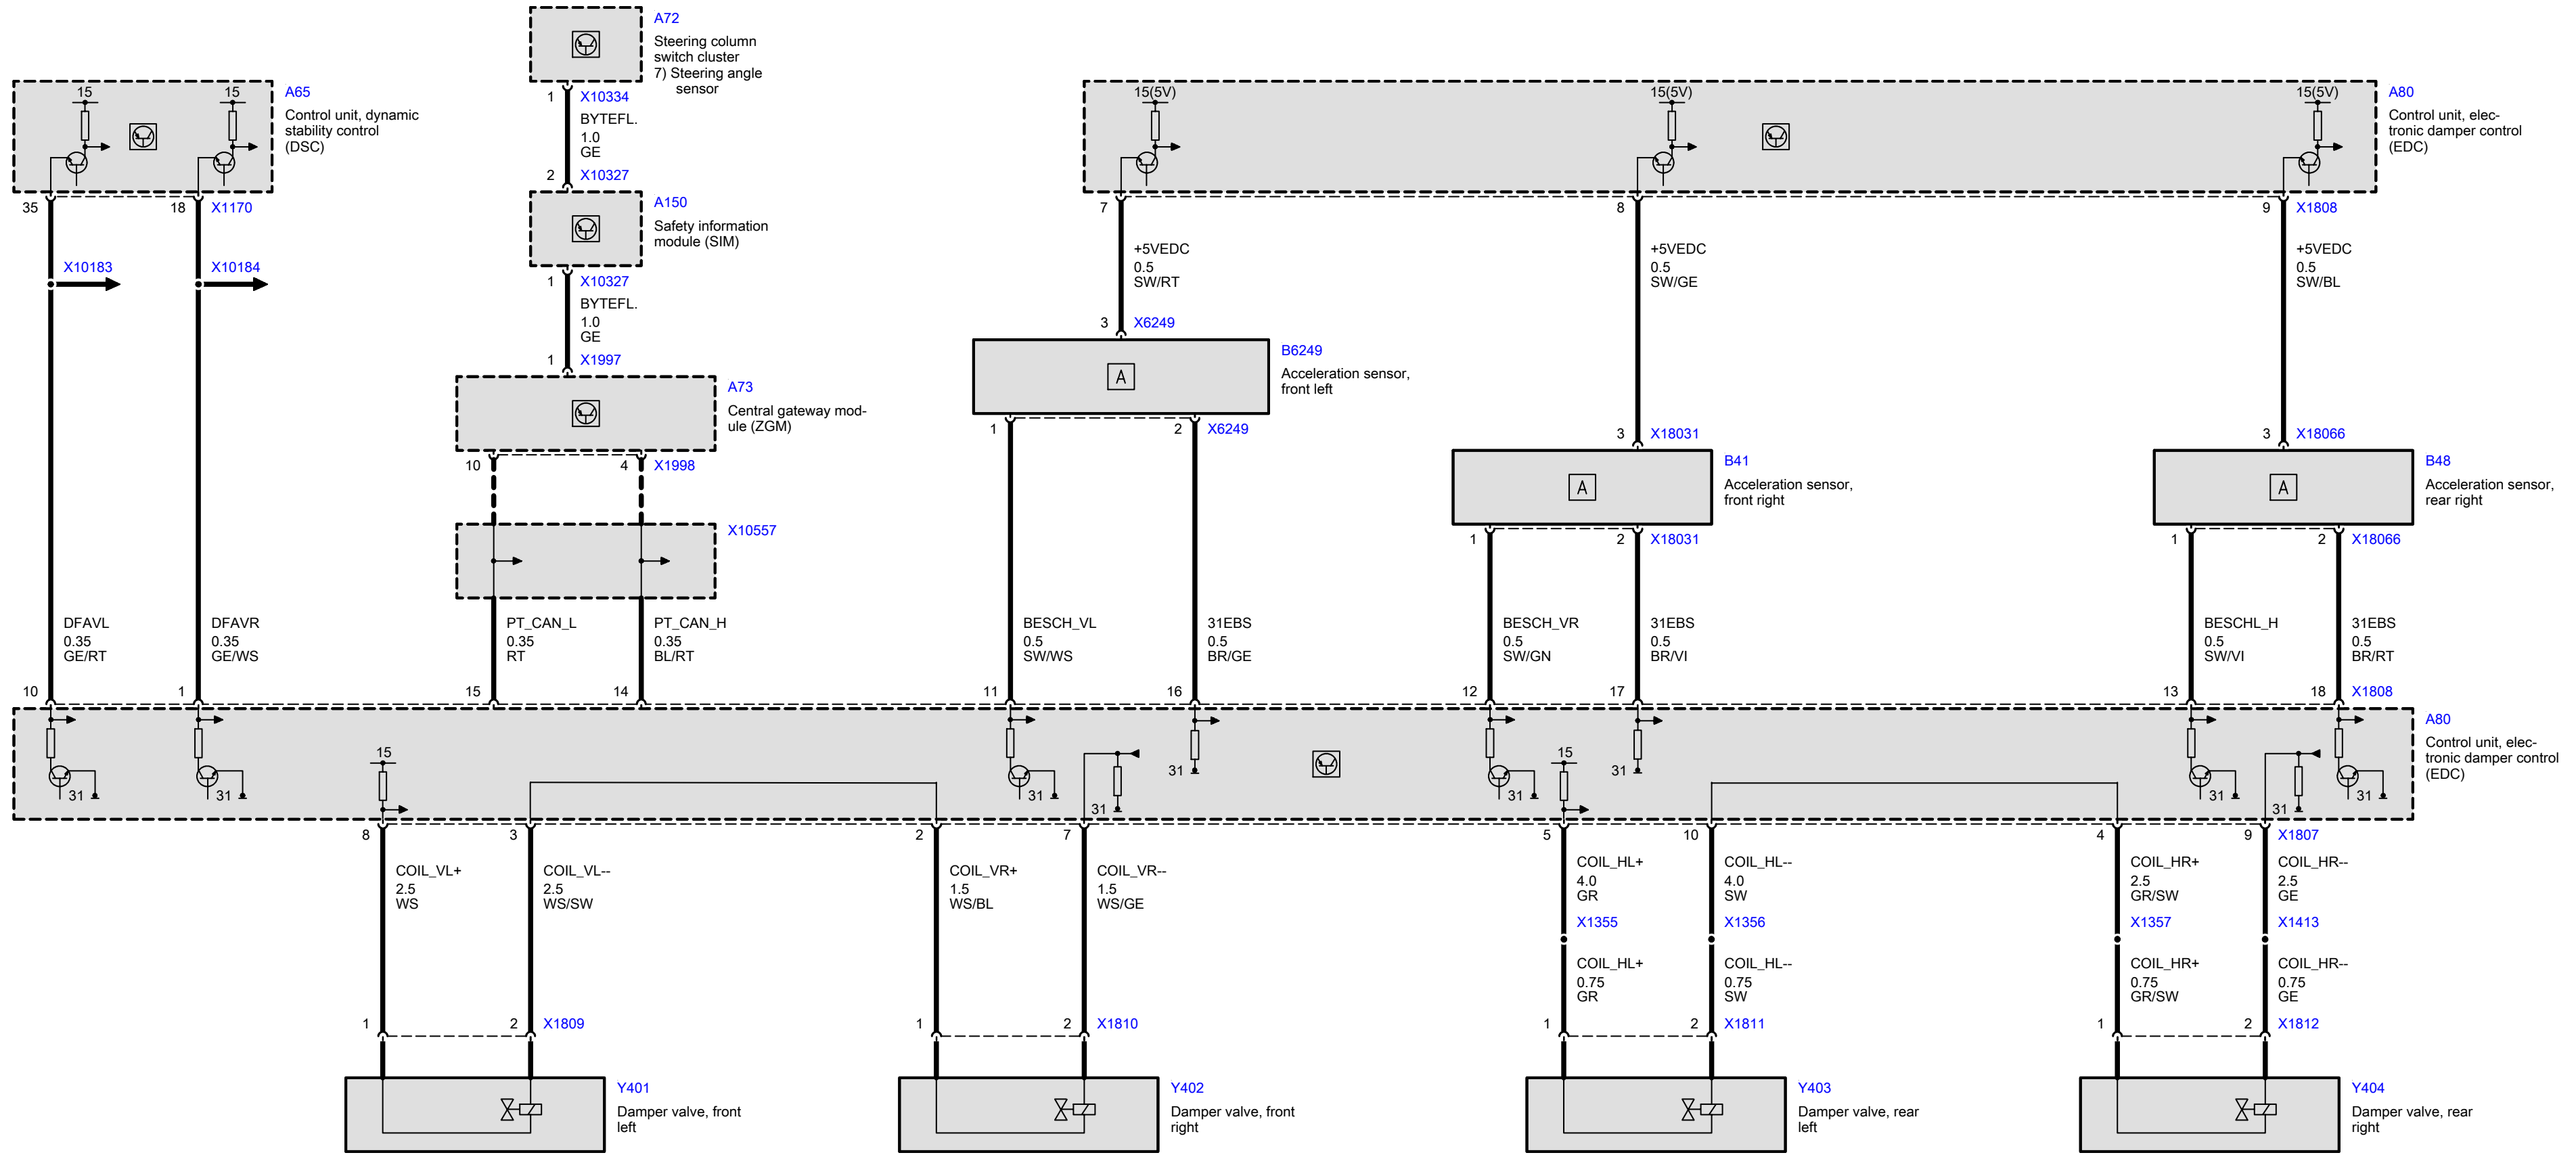 A72
Steering column
switch cluster
7) Steering angle
sensor
1 X10334
BYTEFL.
1.0
GE
2 X10327
A150
Safety information
module (SIM)
1 X10327
BYTEFL.
1.0
GE
1 X1997
A73
Central gateway mod-
ule (ZGM)
10 4 X1998
X10557
PT_CAN_L
0.35
RT
PT_CAN_H
0.35
BL/RT
15 14
15 15
A65
Control unit, dynamic
stability control
(DSC)
35 18 X1170
X10183 X10184
DFAVL
0.35
GE/RT
DFAVR
0.35
GE/WS
10 1
15(5V) 15(5V) 15(5V)
A80
Control unit, elec-
tronic damper control
(EDC)
7 8 9 X1808
+5VEDC
0.5
SW/RT
+5VEDC
0.5
SW/GE
+5VEDC
0.5
SW/BL
3 X6249
A
B6249
Acceleration sensor,
front left
1 2 X6249
3 X18031
A
B41
Acceleration sensor,
front right
1 2 X18031
3 X18066
A
B48
Acceleration sensor,
rear right
1 2 X18066
BESCH_VL
0.5
SW/WS
31EBS
0.5
BR/GE
BESCH_VR
0.5
SW/GN
31EBS
0.5
BR/VI
BESCHL_H
0.5
SW/VI
31EBS
0.5
BR/RT
11 16 12 17 13 18 X1808
A80
Control unit, elec-
tronic damper control
(EDC)
15 15
31 31
31 31 31
31 31
31 31 31
8 3 2 7 5 10 4 9 X1807
COIL_VL+
2.5
WS
COIL_VL--
2.5
WS/SW
COIL_VR+
1.5
WS/BL
COIL_VR--
1.5
WS/GE
COIL_HL+
4.0
GR
X1355
COIL_HL+
0.75
GR
COIL_HL--
4.0
SW
X1356
COIL_HL--
0.75
SW
COIL_HR+
2.5
GR/SW
X1357
COIL_HR+
0.75
GR/SW
COIL_HR--
2.5
GE
X1413
COIL_HR--
0.75
GE
1 2 X1809
1 2 X1810
1 2 X1811
1 2 X1812
Y401
Damper valve, front
left
Y402
Damper valve, front
right
Y403
Damper valve, rear
left
Y404
Damper valve, rear
right